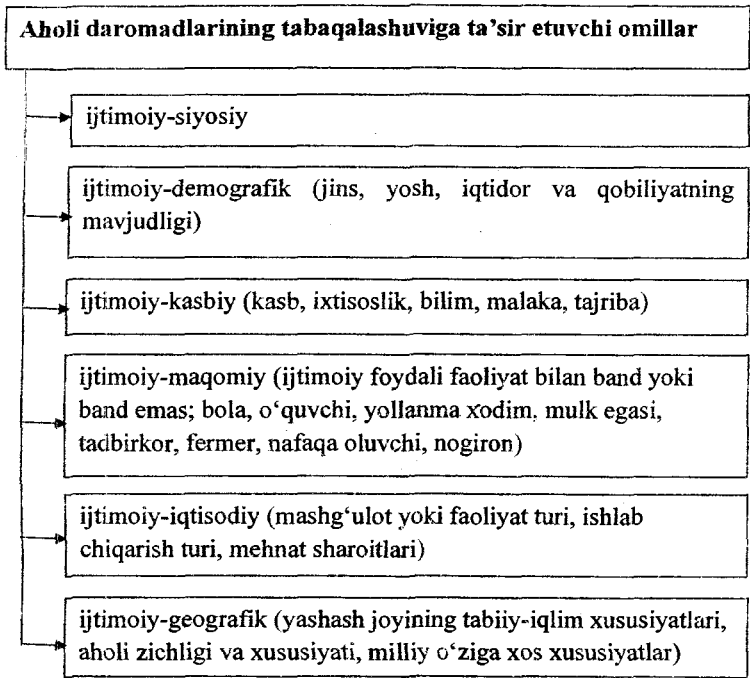 Aholi daromadlarining tabaqalashuviga ta'sir etuvchi omillar
ijtimoiy-siyosiy
ijtimoiy-demografik (jins, yosh, iqtidor va qobiliyatning
mavjudligi)
ijtimoiy-kasbiy (kasb, ixtisoslik, bilim, malaka, tajriba)
ijtimoiy-maqomiy (ijtimoiy foydali faoliyat bilan band yoki
band emas; bola, o‘quvchi, yollanma xodim, mulk egasi,
tadbirkor, fermer, nafaqa oluvchi, nogiron)
ijtimoiy-iqtisodiy (mashg‘ulot yoki faoliyat turi, ishlab
chiqarish turi, mehnat sharoitlari)
ijtimoiy-geografik (yashash joyining tabiiy-iqlim xususiyatlari,
aholi zichligi va xususiyati, milliy o‘ziga xos xususiyatlar)